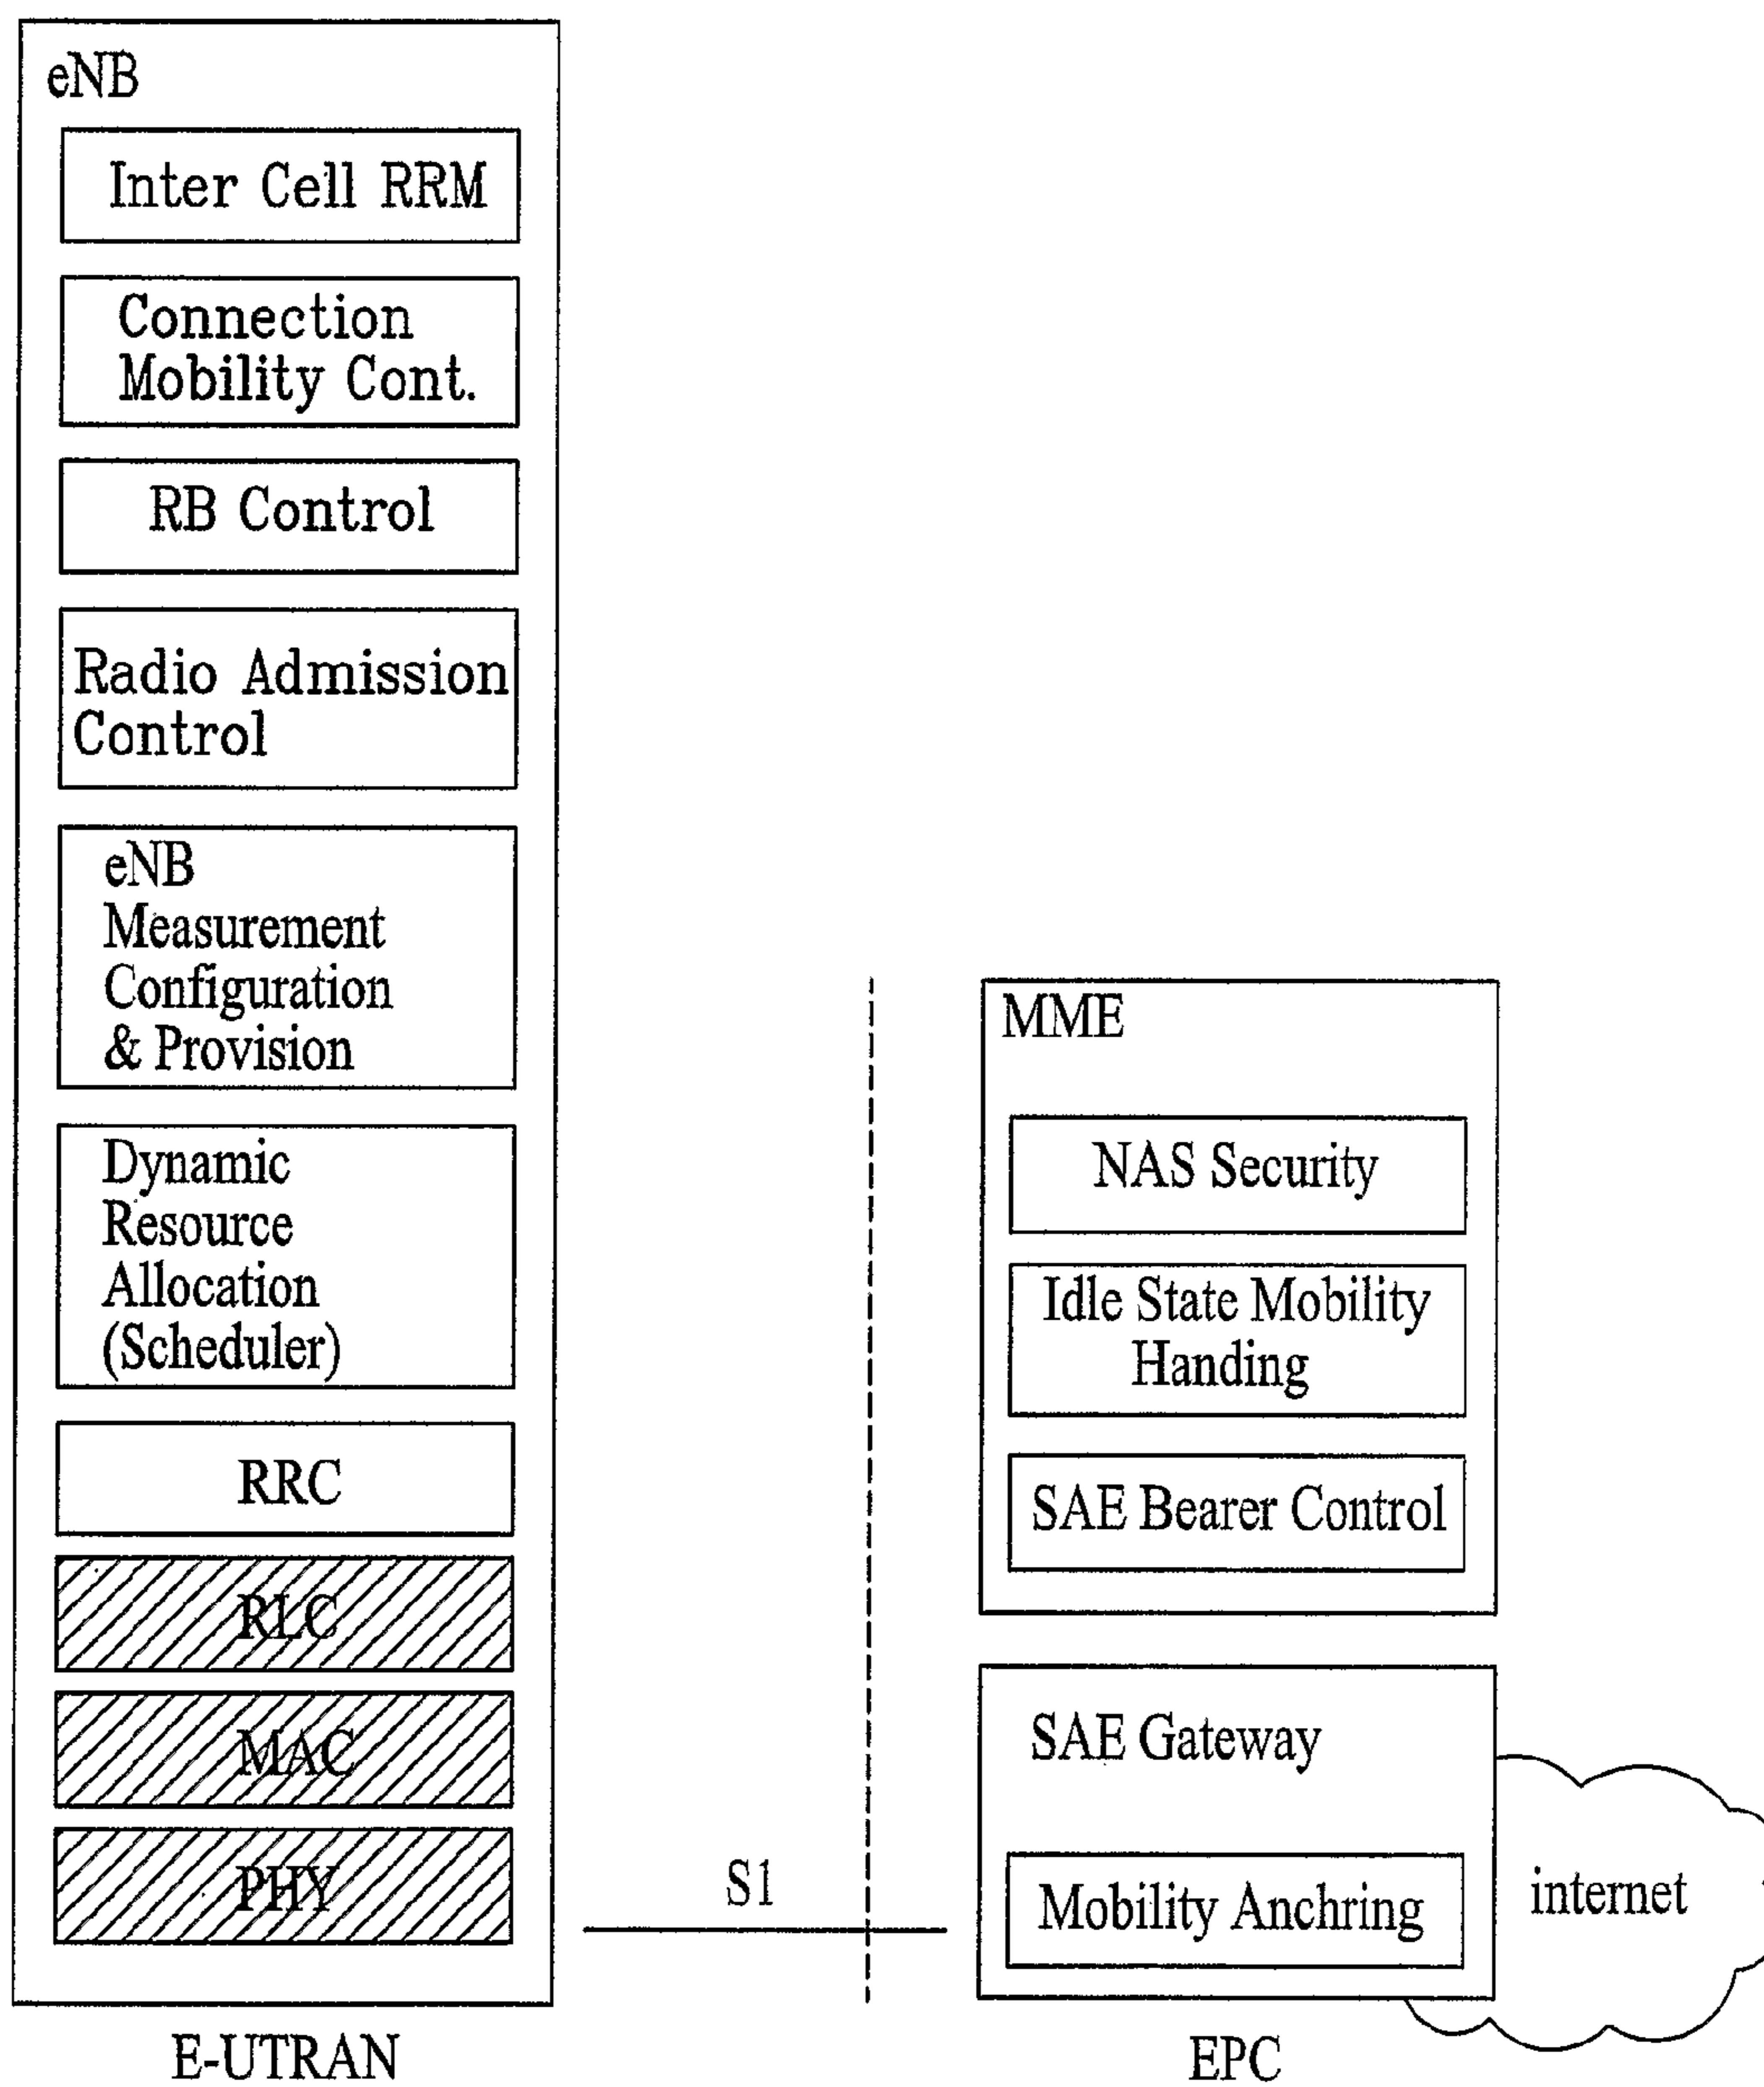 eNB
Inter Cell RRM
Connection
Mobility Cont.
RB Control
Radio Admission
Control
eNB
Measurement
Configuration
& Provision
Dynamic
Resource
Allocation
(Scheduler)
RRC
RLC
MAC
PHY
E-UTRAN
S1
MME
NAS Security
Idle State Mobility
Handing
SAE Bearer Control
SAE Gateway
Mobility Anchring
internet
EPC